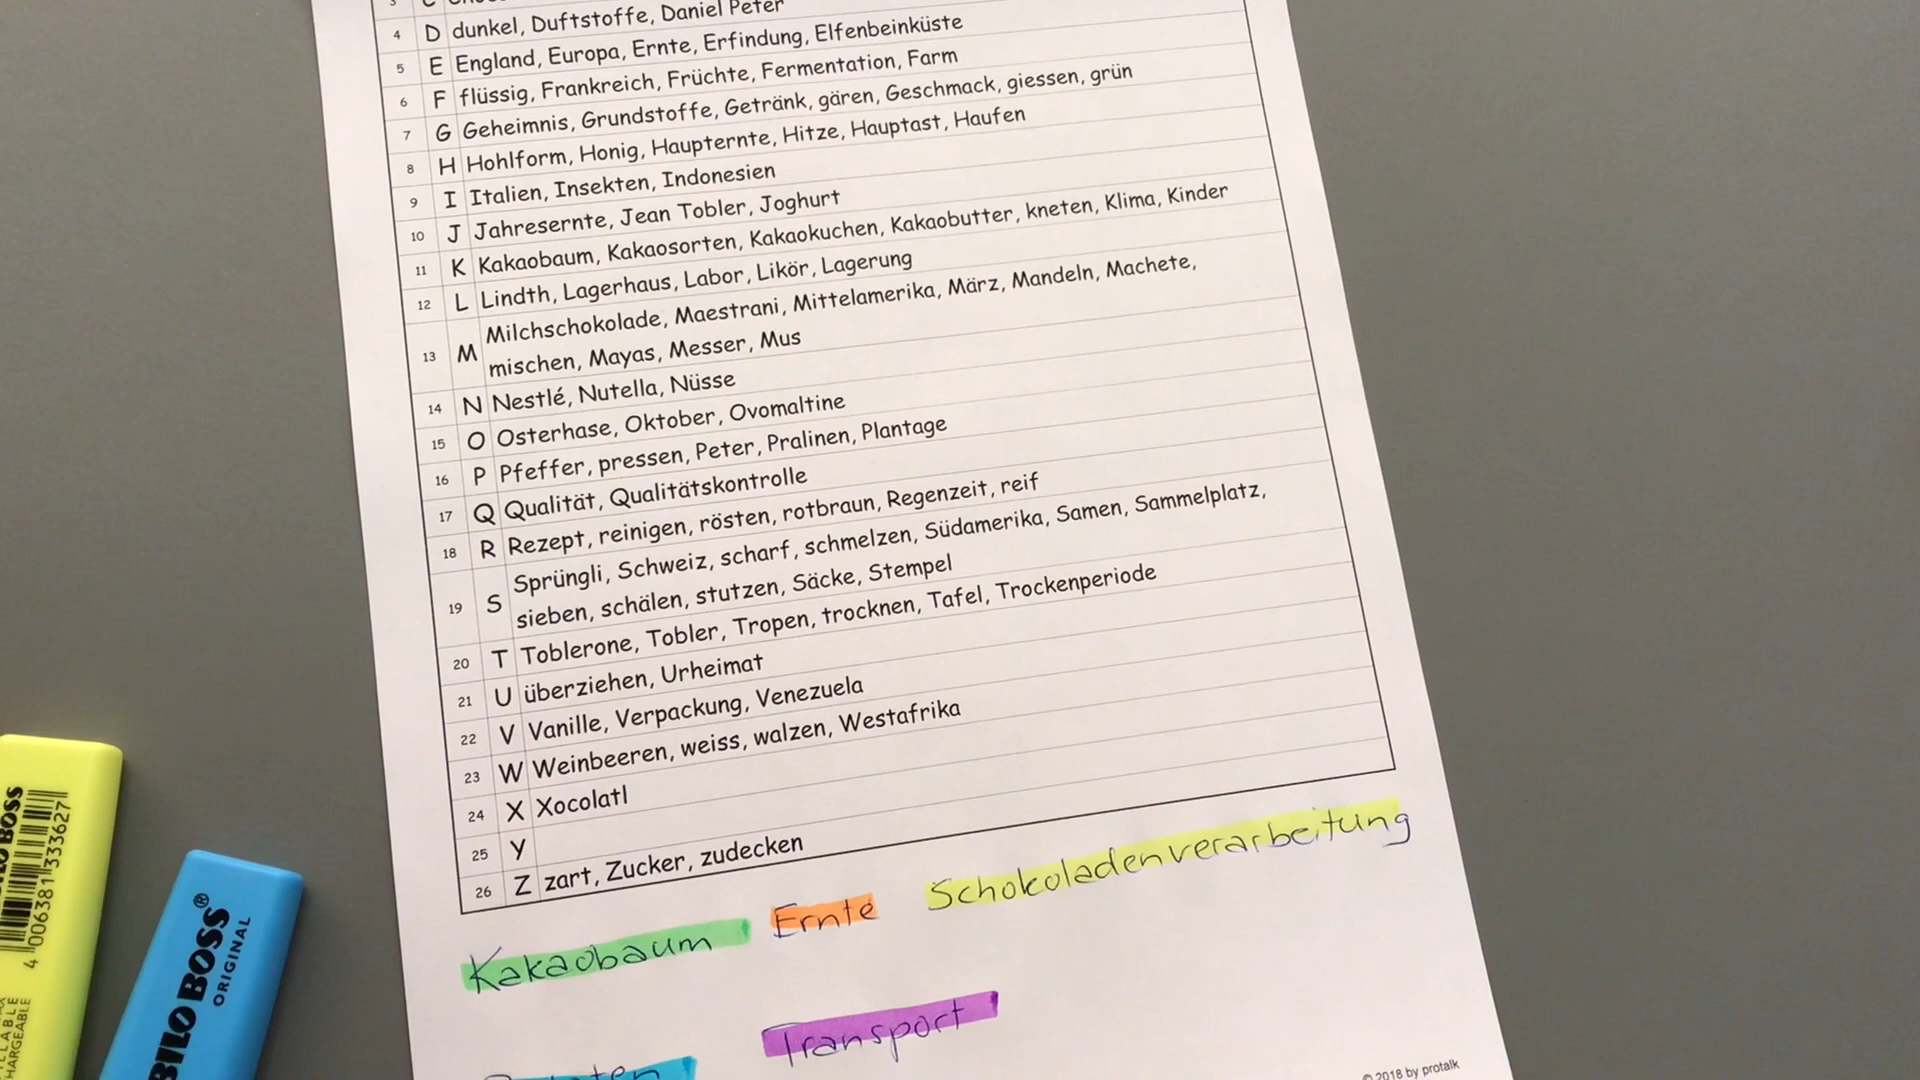 3 C
4 D dunkel, Duftstoffe, Daniel Peter
5 E England, Europa, Ernte, Erfindung, Elfenbeinküste
6 F flüssig, Frankreich, Früchte, Fermentation, Farm
7 G Geheimnis, Grundstoffe, Getränk, gären, Geschmack, giessen, grün
8 H Hohlform, Honig, Haupternte, Hitze, Hauptast, Haufen
9 I Italien, Insekten, Indonesien
10 J Jahresernte, Jean Tobler, Joghurt
11 K Kakaobaum, Kakaosorten, Kakaokuchen, Kakaobutter, kneten, Klima, Kinder
12 L Lindth, Lagerhaus, Labor, Likör, Lagerung
13 M Milchschokolade, Maestrani, Mittelamerika, März, Mandeln, Machete,
mischen, Mayas, Messer, Mus
14 N Nestlé, Nutella, Nüsse
15 O Osterhase, Oktober, Ovomaltine
16 P Pfeffer, pressen, Peter, Pralinen, Plantage
17 Q Qualität, Qualitätskontrolle
18 R Rezept, reinigen, rösten, rotbraun, Regenzeit, reif
19 S Sprüngli, Schweiz, scharf, schmelzen, Südamerika, Samen, Sammelplatz,
sieben, schälen, stutzen, Säcke, Stempel
20 T Toblerone, Tobler, Tropen, trocknen, Tafel, Trockenperiode
21 U überziehen, Urheimat
22 V Vanille, Verpackung, Venezuela
23 W Weinbeeren, weiss, walzen, Westafrika
24 X Xocolatl
25 Y
26 Z zart, Zucker, zudecken
Kakaobaum Ernte Schokoladenverarbeitung
Transport
© 2018 by protalk
BOSS
4 006381 333627
BILO BOSS®
ORIGINAL